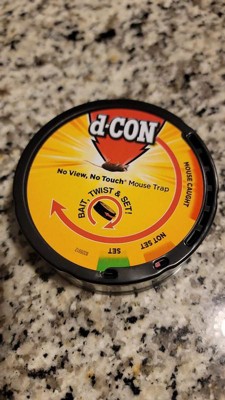 d-CON
No View, No Touch® Mouse Trap
BAIT, TWIST & SET!
MOUSE CAUGHT
NOT SET
SET